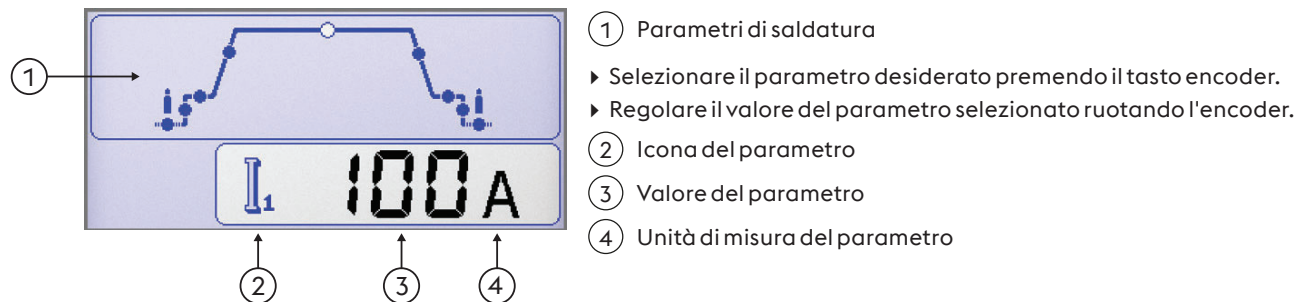 1 Parametri di saldatura
1
▸ Selezionare il parametro desiderato premendo il tasto encoder.
▸ Regolare il valore del parametro selezionato ruotando l'encoder.
2 Icona del parametro
I1 100 A
3 Valore del parametro
4 Unità di misura del parametro
2 3 4